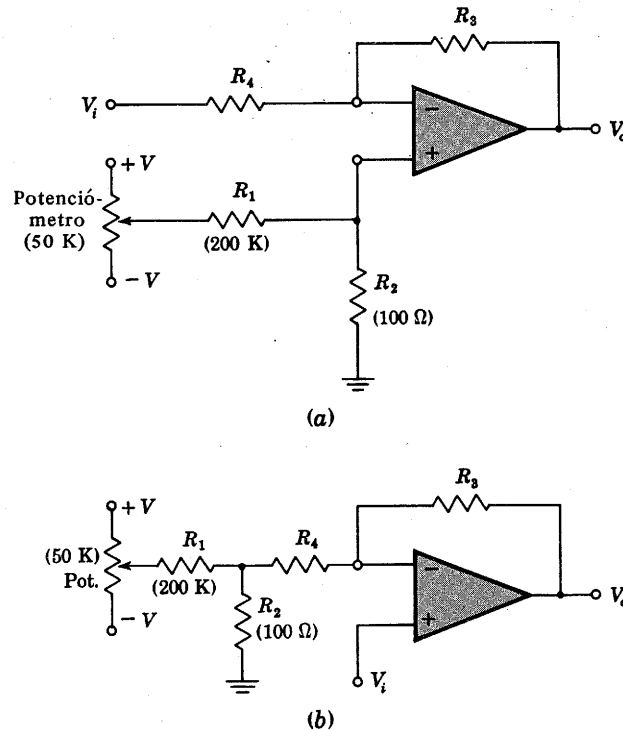 R₃
R₄
Vᵢ
−
Vₒ
+ V
+
Potenció-
metro
(50 K)
R₁
(200 K)
− V
R₂
(100 Ω)
(a)
R₃
+ V
R₁
R₄
(50 K)
Pot.
(200 K)
−
Vₒ
R₂
(100 Ω)
+
− V
Vᵢ
(b)